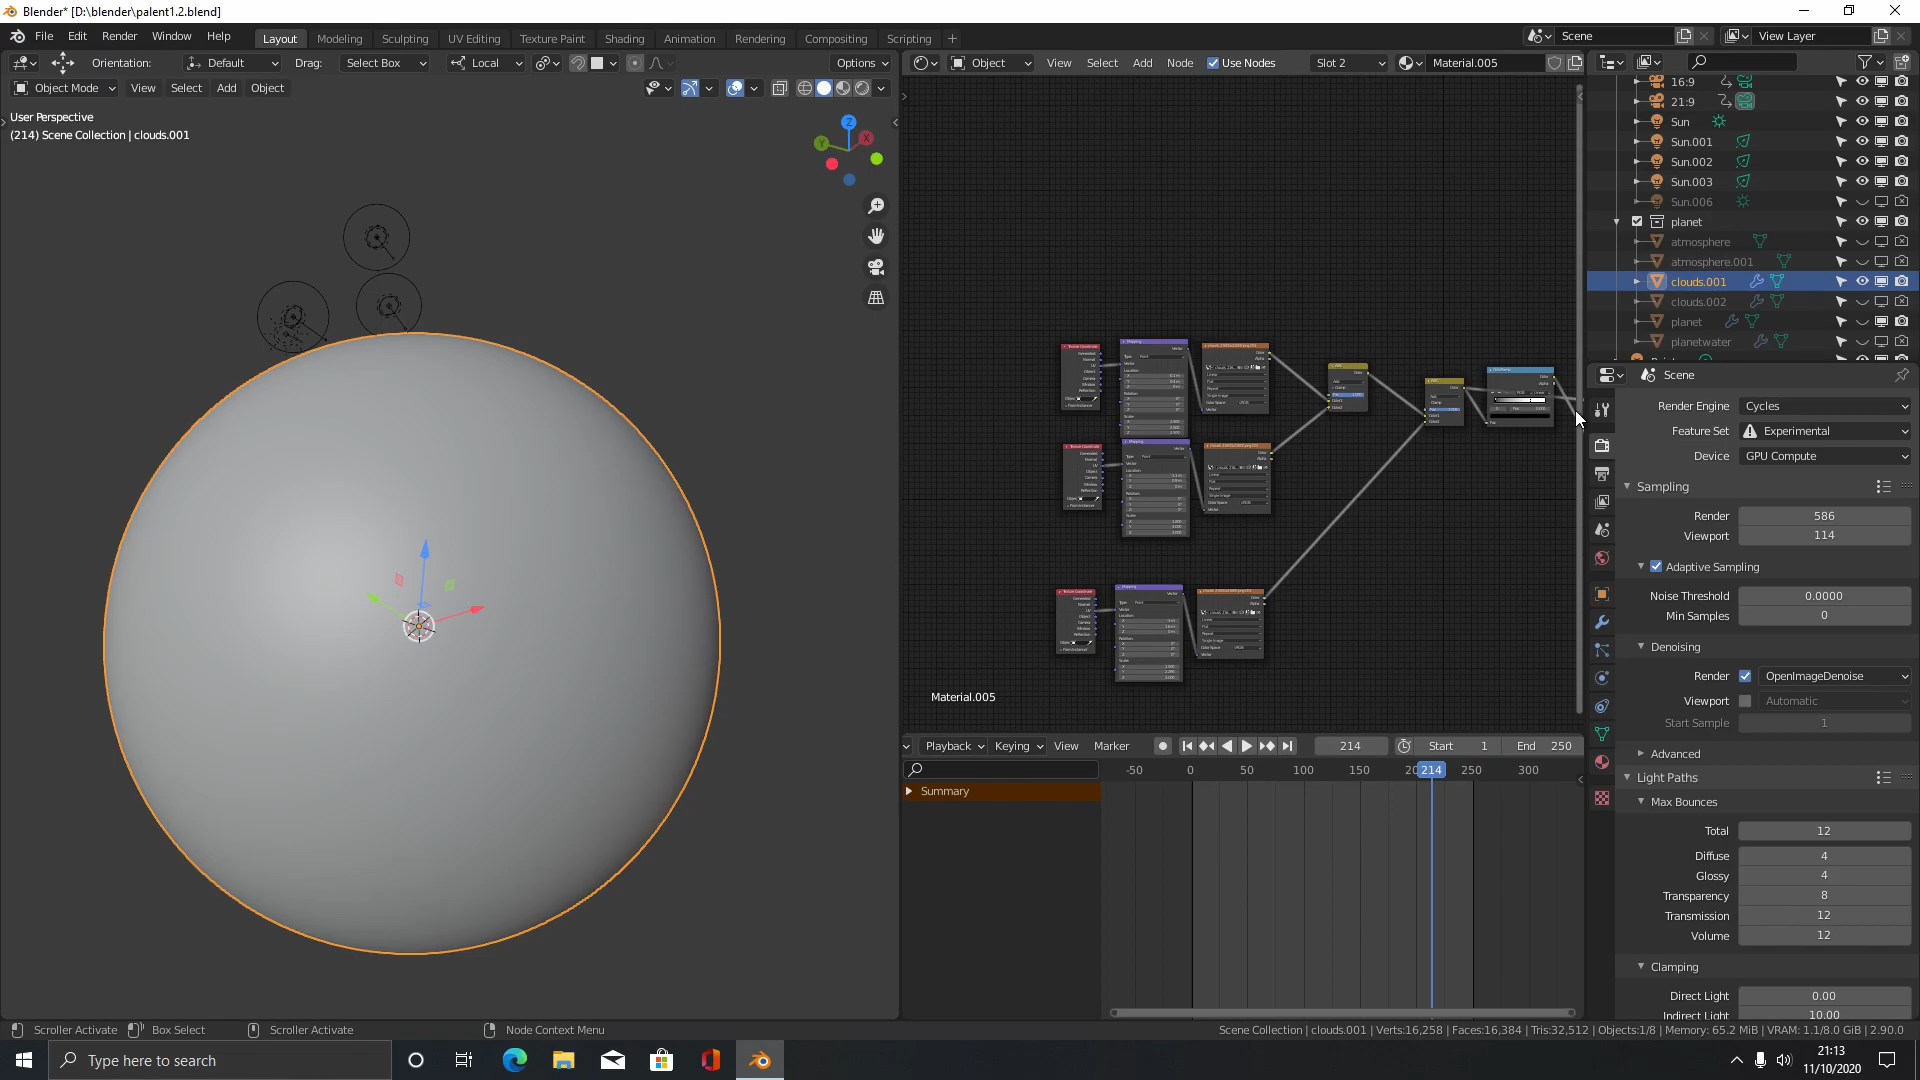 Blender* [D:\blender\palent1.2.blend]
File Edit Render Window Help
Layout Modeling Sculpting UV Editing Texture Paint Shading Animation Rendering Compositing Scripting +
Scene
View Layer
Orientation: Default Drag: Select Box Local Options
Object View Select Add Node Use Nodes Slot 2 Material.005
Object Mode View Select Add Object
User Perspective
(214) Scene Collection | clouds.001
Z
Y
X
Material.005
Playback Keying View Marker 214 Start 1 End 250
-50 0 50 100 150 20 214 250 300
Summary
16:9
21:9
Sun
Sun.001
Sun.002
Sun.003
Sun.006
planet
atmosphere
atmosphere.001
clouds.001
clouds.002
planet
planetwater
Scene
Render Engine Cycles
Feature Set Experimental
Device GPU Compute
Sampling
Render 586
Viewport 114
Adaptive Sampling
Noise Threshold 0.0000
Min Samples 0
Denoising
Render OpenImageDenoise
Viewport Automatic
Start Sample 1
Advanced
Light Paths
Max Bounces
Total 12
Diffuse 4
Glossy 4
Transparency 8
Transmission 12
Volume 12
Clamping
Direct Light 0.00
Indirect Light 10.00
Scroller Activate Box Select Scroller Activate Node Context Menu
Scene Collection | clouds.001 | Verts:16,258 | Faces:16,384 | Tris:32,512 | Objects:1/8 | Memory: 65.2 MiB | VRAM: 1.1/8.0 GiB | 2.90.0
Type here to search
21:13
11/10/2020